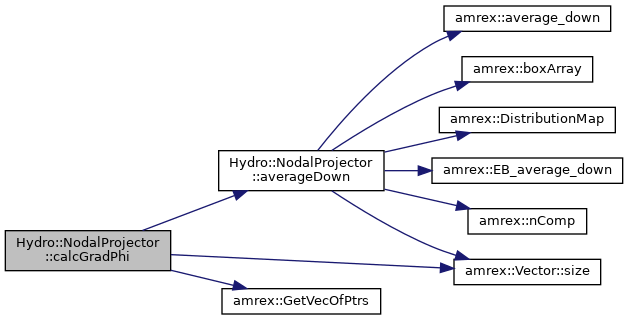 amrex::average_down
amrex::boxArray
amrex::DistributionMap
Hydro::NodalProjector
::averageDown
amrex::EB_average_down
amrex::nComp
Hydro::NodalProjector
::calcGradPhi
amrex::Vector::size
amrex::GetVecOfPtrs